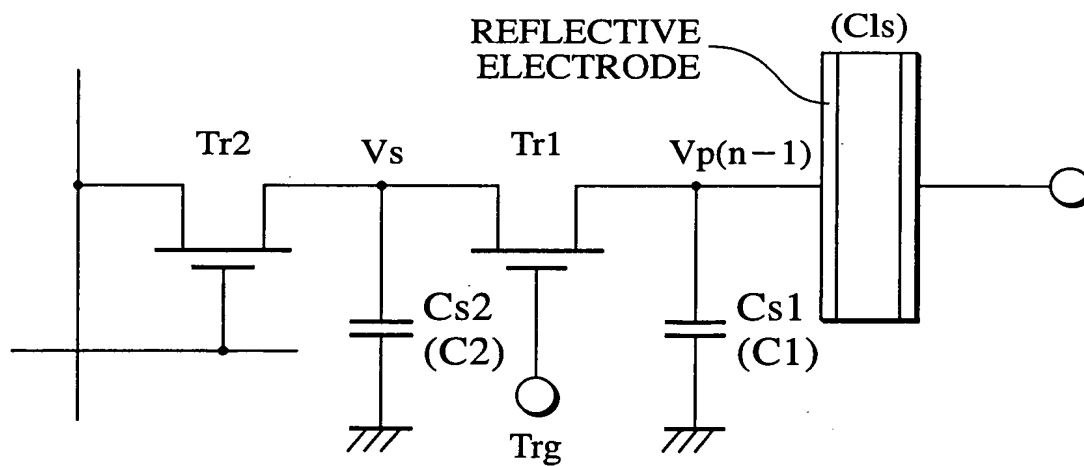 REFLECTIVE
ELECTRODE
(Cls)
Tr2
Vs
Tr1
Vp(n−1)
Cs2
(C2)
Cs1
(C1)
Trg